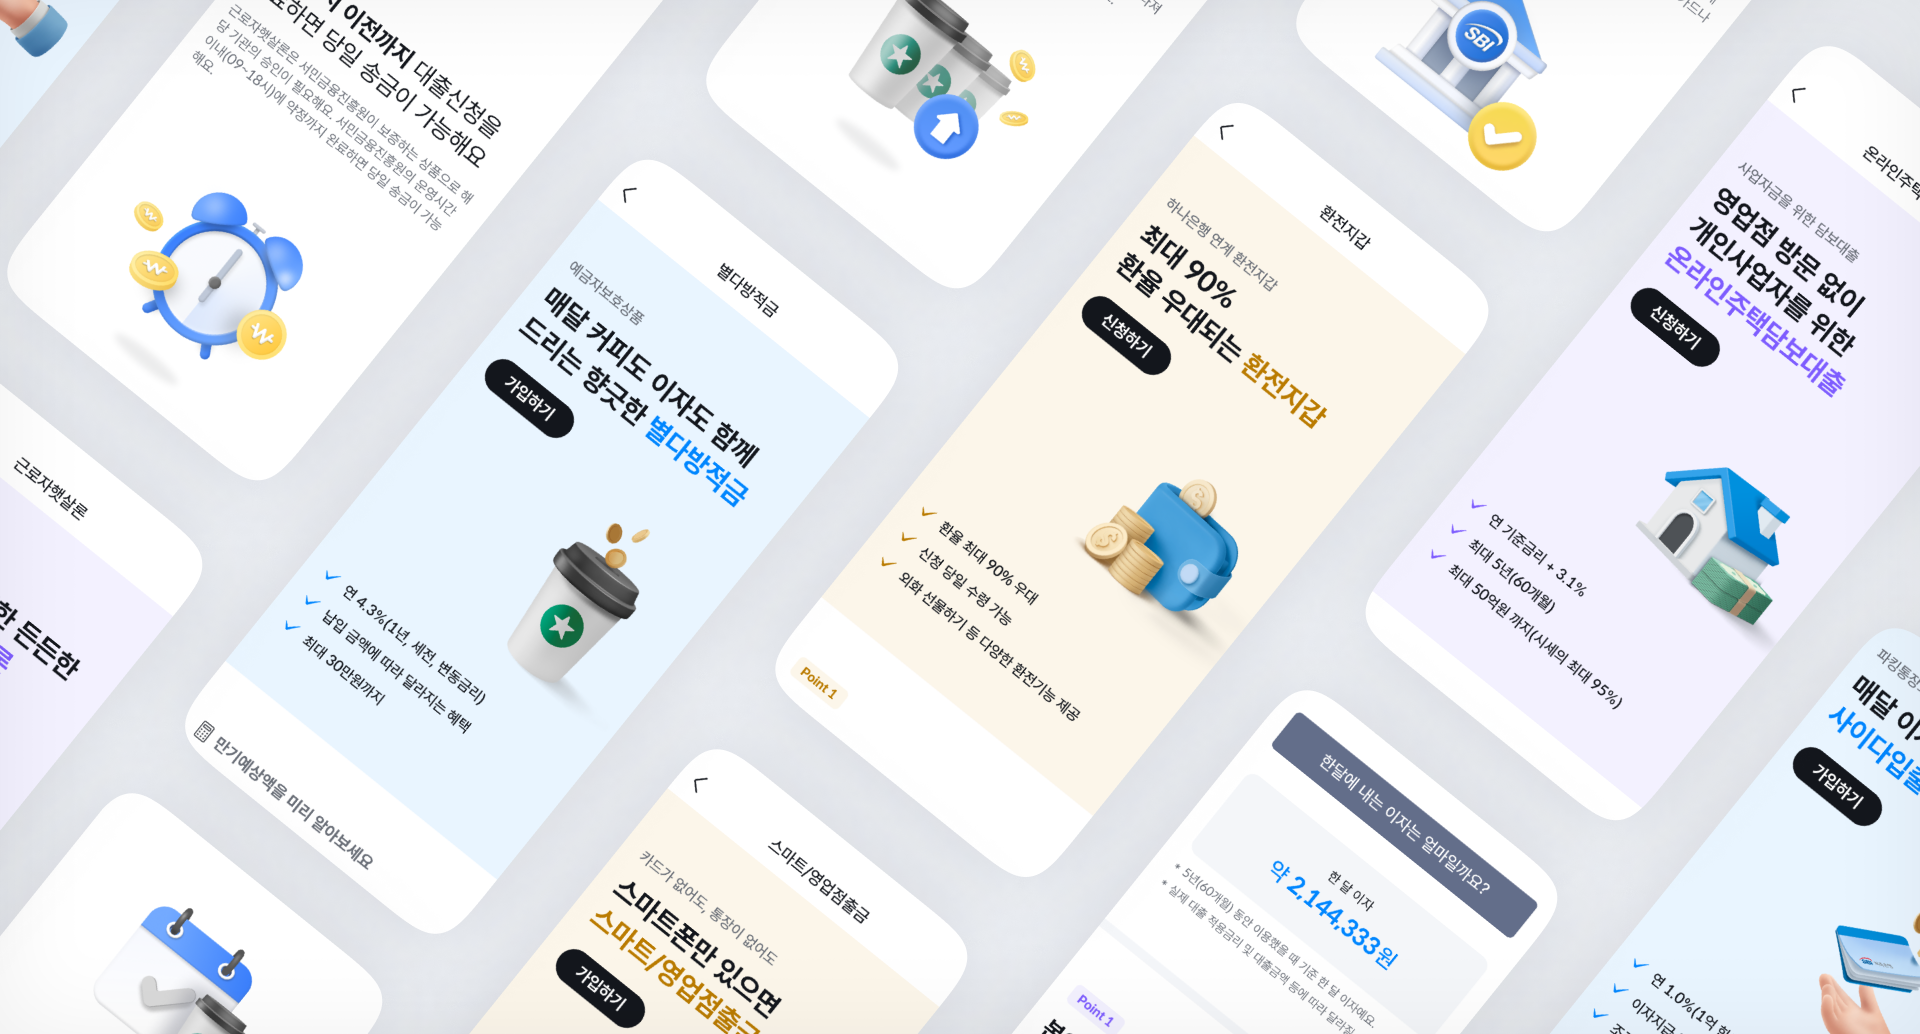 이전까지 대출신청을
하면 당일 송금이 가능해요
근로자햇살론은 서민금융진흥원이 보증하는 상품으로 해
당 기관의 승인이 필요해요. 서민금융진흥원의 운영시간
이내(09~18시)에 약정까지 완료하면 당일 송금이 가능
해요.
근로자햇살론
한 든든한
론
별다방적금
예금자보호상품
매달 커피도 이자도 함께
드리는 향긋한 별다방적금
가입하기
연 4.3%(1년, 세전, 변동금리)
납입 금액에 따라 달라지는 혜택
최대 30만원까지
만기예상액을 미리 알아보세요
스마트/영업점출금
카드가 없어도, 통장이 없어도
스마트폰만 있으면
스마트/영업점출금
가입하기
환전지갑
하나은행 연계 환전지갑
최대 90%
환율 우대되는 환전지갑
신청하기
환율 최대 90% 우대
신청 당일 수령 가능
외화 선물하기 등 다양한 환전기능 제공
Point 1
SBI
한달에 내는 이자는 얼마일까요?
한 달 이자
약 2,144,333원
* 5년(60개월) 동안 이용했을 때 기준 한 달 이자예요.
* 실제 대출 적용금리 및 대출금액 등에 따라 달라질
Point 1
온라인주택
사업자금을 위한 담보대출
영업점 방문 없이
개인사업자를 위한
온라인주택담보대출
신청하기
연 기준금리 + 3.1%
최대 5년(60개월)
최대 50억원 까지(시세의 최대 95%)
파킹통장
매달 이
사이다입출
가입하기
연 1.0%(1억
이자지급